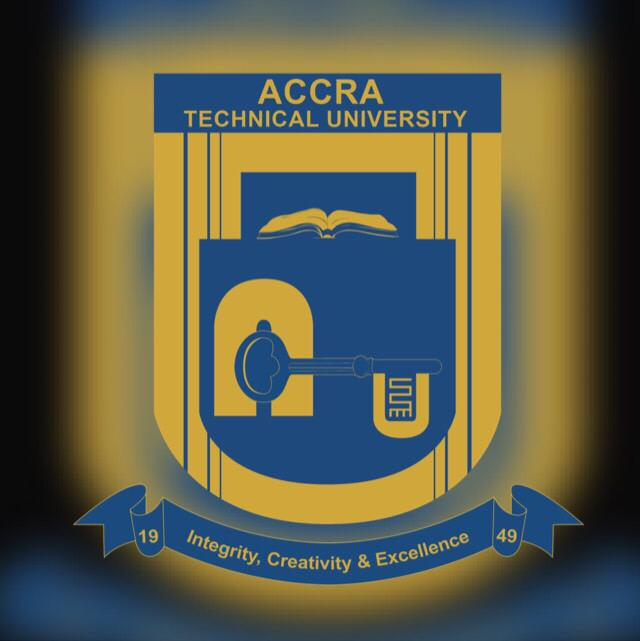 ACCRA
TECHNICAL UNIVERSITY
19
Integrity, Creativity & Excellence
49